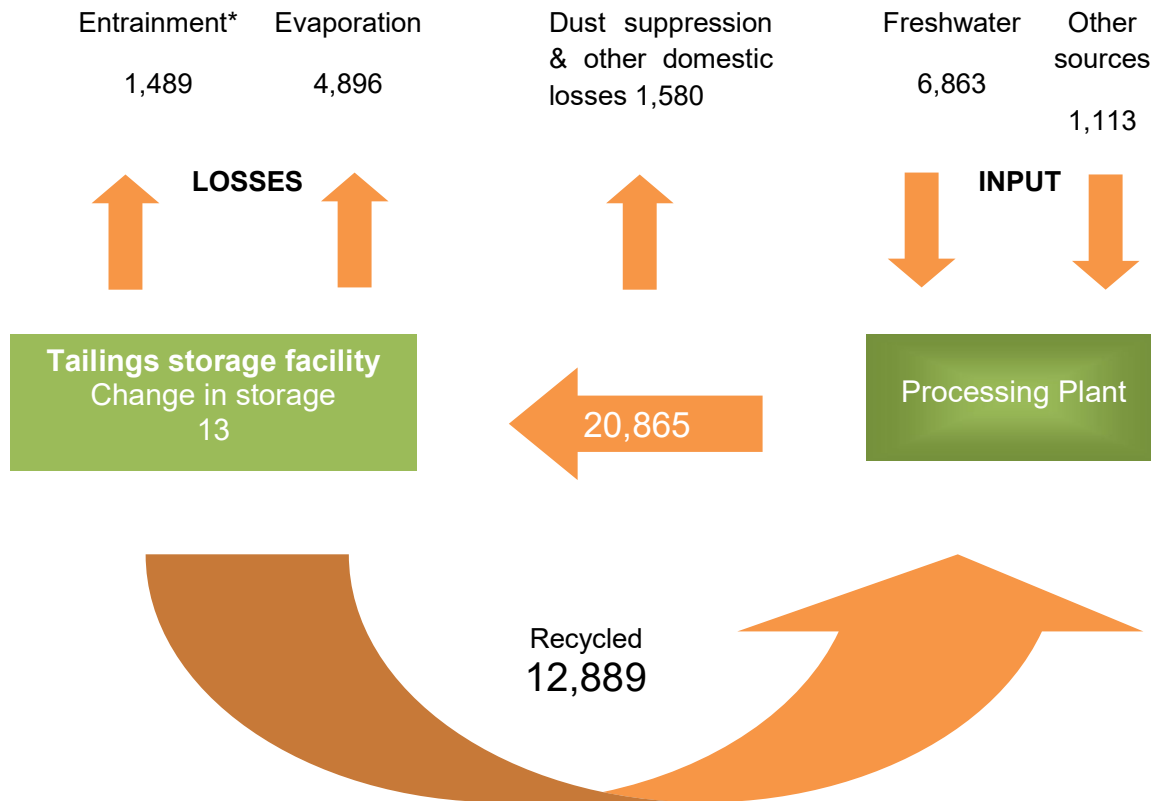 Entrainment*
1,489
Evaporation
4,896
Dust suppression
& other domestic
losses 1,580
Freshwater
6,863
Other
sources
1,113
LOSSES
INPUT
Tailings storage facility
Change in storage
13
20,865
Processing Plant
Recycled
12,889